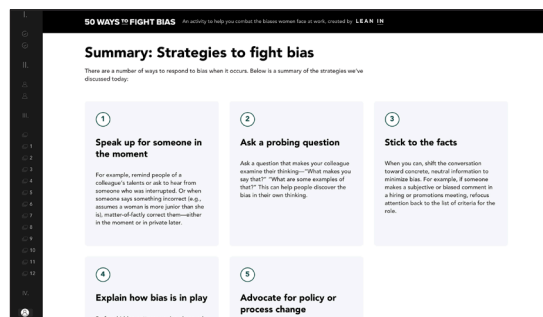 I.
50 WAYS TO FIGHT BIAS An activity to help you combat the biases women face at work, created by LEAN IN
II.
III.
1
2
3
4
5
6
7
8
9
10
11
12
IV.
Summary: Strategies to fight bias
There are a number of ways to respond to bias when it occurs. Below is a summary of the strategies we've
discussed today:
1
Speak up for someone in
the moment
For example, remind people of a
colleague's talents or ask to hear from
someone who was interrupted. Or when
someone says something incorrect (e.g.,
assumes a woman is more junior than she
is), matter-of-factly correct them—either
in the moment or in private later.
2
Ask a probing question
Ask a question that makes your colleague
examine their thinking—"What makes you
say that?" "What are some examples of
that?" This can help people discover the
bias in their own thinking.
3
Stick to the facts
When you can, shift the conversation
toward concrete, neutral information to
minimize bias. For example, if someone
makes a subjective or biased comment in
a hiring or promotions meeting, refocus
attention back to the list of criteria for the
role.
4
Explain how bias is in play
5
Advocate for policy or
process change